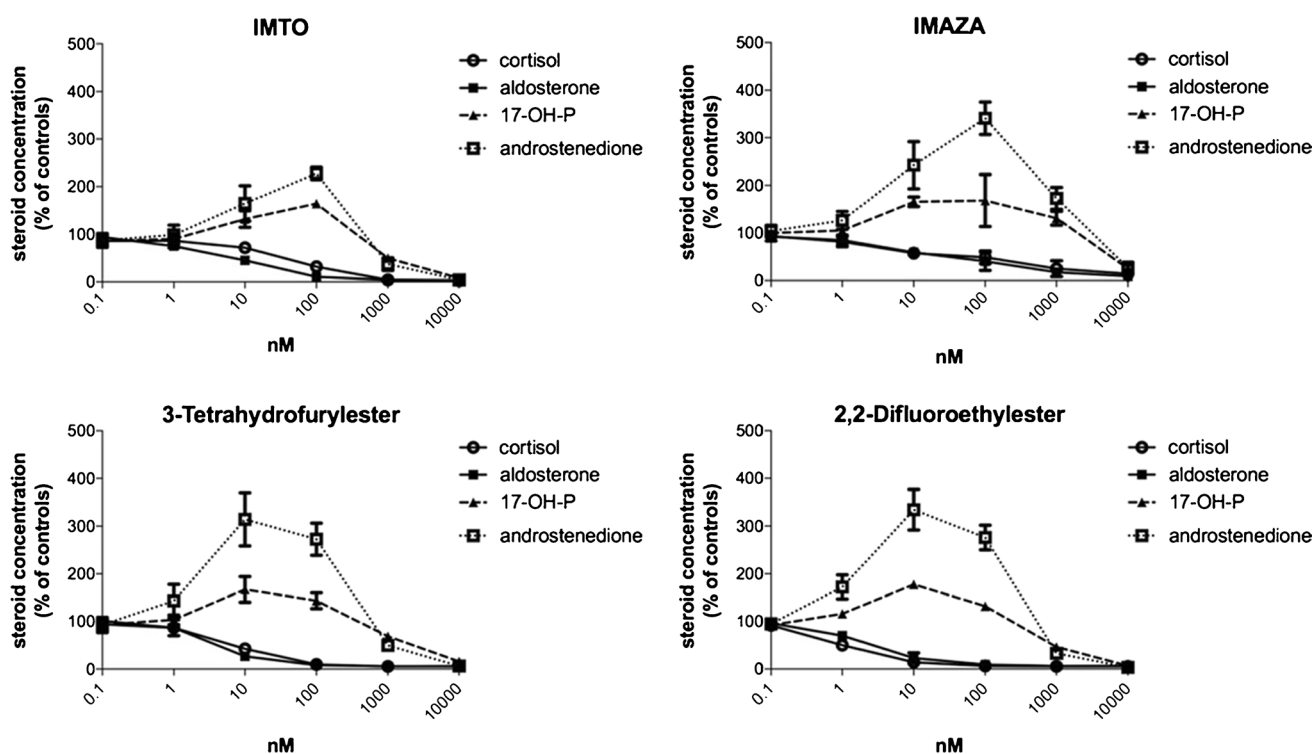 IMTO
steroid concentration
(% of controls)
500
400
300
200
100
0
0.1
1
10
100
1000
10000
nM
cortisol
aldosterone
17-OH-P
androstenedione
IMAZA
steroid concentration
(% of controls)
500
400
300
200
100
0
0.1
1
10
100
1000
10000
nM
cortisol
aldosterone
17-OH-P
androstenedione
3-Tetrahydrofurylester
steroid concentration
(% of controls)
500
400
300
200
100
0
0.1
1
10
100
1000
10000
nM
cortisol
aldosterone
17-OH-P
androstenedione
2,2-Difluoroethylester
steroid concentration
(% of controls)
500
400
300
200
100
0
0.1
1
10
100
1000
10000
nM
cortisol
aldosterone
17-OH-P
androstenedione